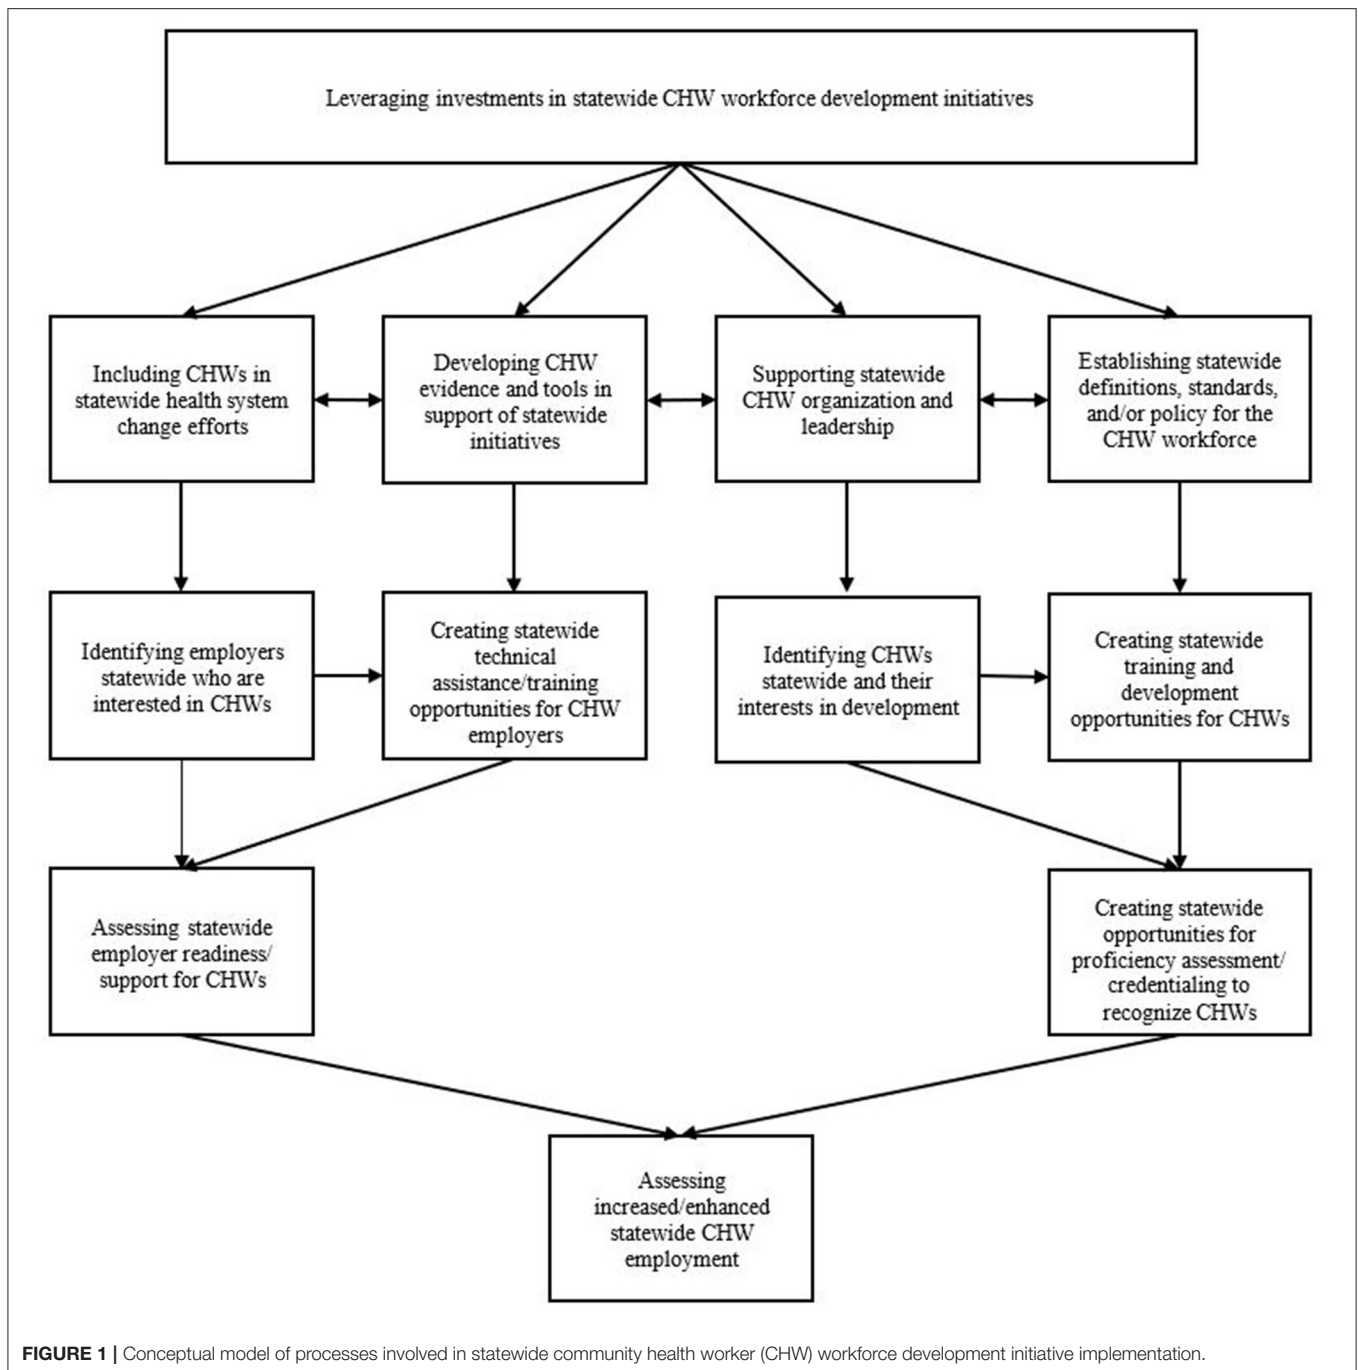 Leveraging investments in statewide CHW workforce development initiatives
Including CHWs in
statewide health system
change efforts
Developing CHW
evidence and tools in
support of statewide
initiatives
Supporting statewide
CHW organization and
leadership
Establishing statewide
definitions, standards,
and/or policy for the
CHW workforce
Identifying employers
statewide who are
interested in CHWs
Creating statewide
technical
assistance/training
opportunities for CHW
employers
Identifying CHWs
statewide and their
interests in development
Creating statewide
training and
development
opportunities for CHWs
Assessing statewide
employer readiness/
support for CHWs
Creating statewide
opportunities for
proficiency assessment/
credentialing to
recognize CHWs
Assessing
increased/enhanced
statewide CHW
employment
FIGURE 1 | Conceptual model of processes involved in statewide community health worker (CHW) workforce development initiative implementation.